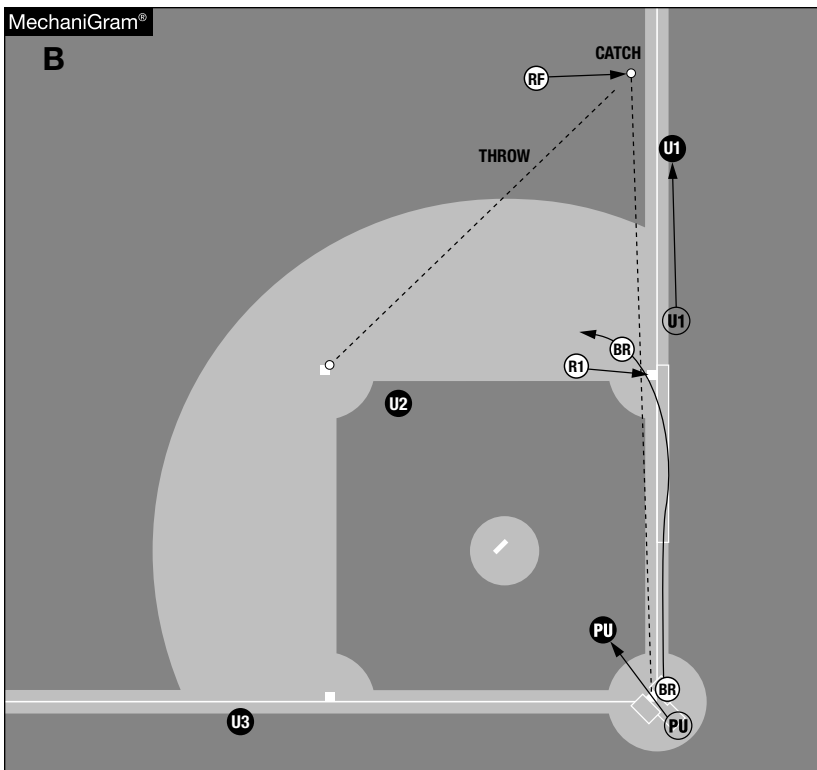 MechaniGram®
B
CATCH
RF
THROW
U1
U1
BR
R1
U2
PU
BR
U3
PU